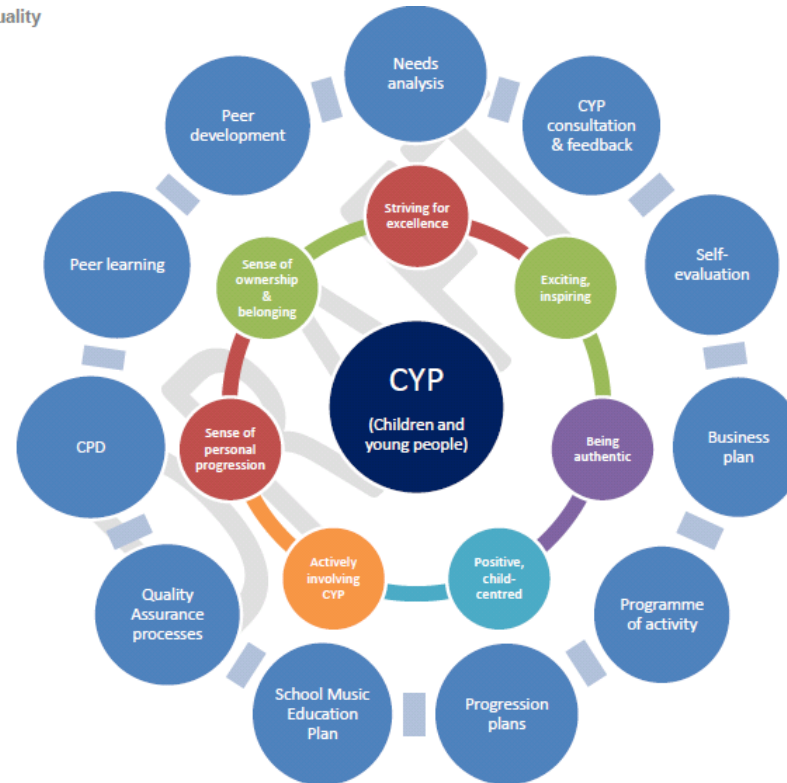 uality
Needs
analysis
CYP
consultation
& feedback
Self-
evaluation
Business
plan
Programme
of activity
Progression
plans
School Music
Education
Plan
Quality
Assurance
processes
CPD
Peer learning
Peer
development
Striving for
excellence
Exciting,
inspiring
Being
authentic
Positive,
child-
centred
Actively
involving
CYP
Sense of
personal
progression
Sense of
ownership
&
belonging
CYP
(Children and
young people)
DRAFT